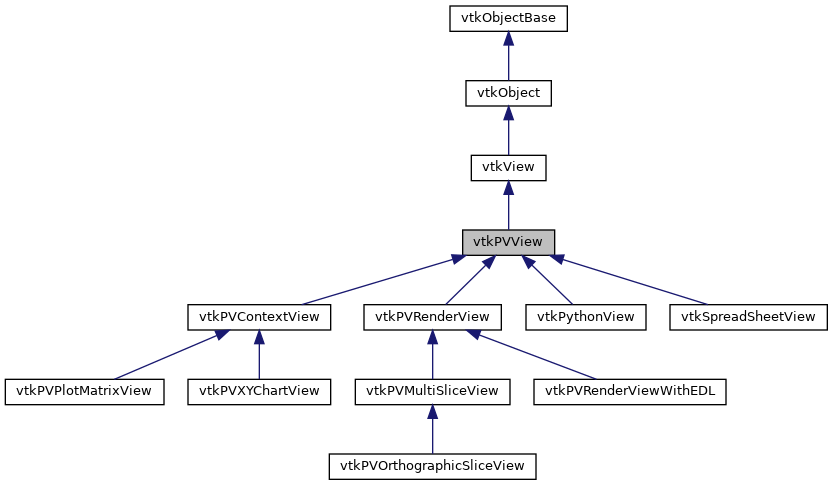 vtkObjectBase
vtkObject
vtkView
vtkPVView
vtkPVContextView
vtkPVRenderView
vtkPythonView
vtkSpreadSheetView
vtkPVPlotMatrixView
vtkPVXYChartView
vtkPVMultiSliceView
vtkPVRenderViewWithEDL
vtkPVOrthographicSliceView